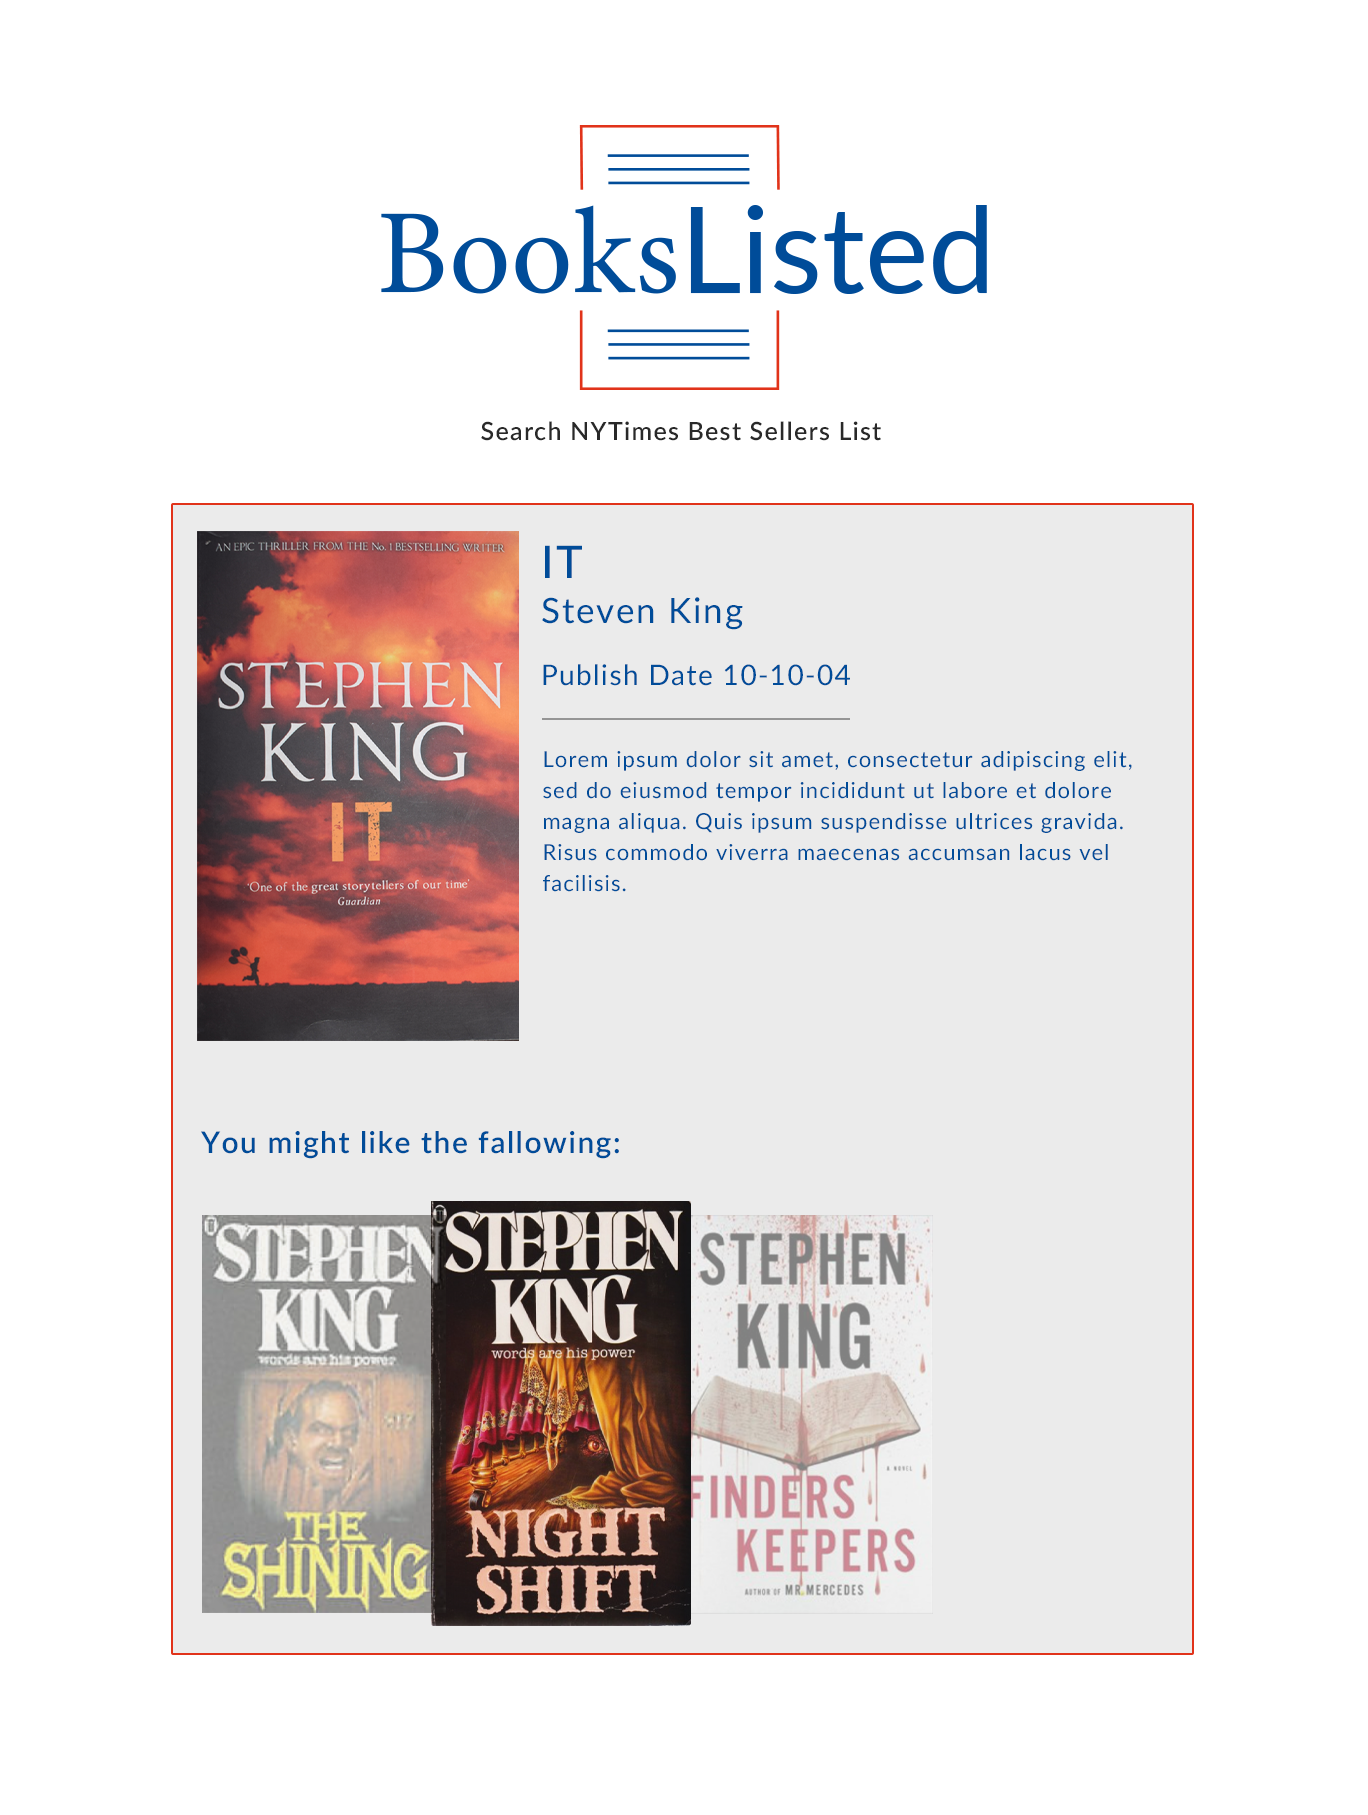 BooksListed
Search NYTimes Best Sellers List
AN EPIC THRILLER FROM THE No. 1 BESTSELLING WRITER
STEPHEN
KING
IT
'One of the great storytellers of our time'
Guardian
IT
Steven King
Publish Date 10-10-04
Lorem ipsum dolor sit amet, consectetur adipiscing elit,
sed do eiusmod tempor incididunt ut labore et dolore
magna aliqua. Quis ipsum suspendisse ultrices gravida.
Risus commodo viverra maecenas accumsan lacus vel
facilisis.
You might like the fallowing:
STEPHEN
KING
words are his power
217
THE
SHINING
STEPHEN
KING
words are his power
NIGHT
SHIFT
STEPHEN
KING
A NOVEL
FINDERS
KEEPERS
AUTHOR OF MR. MERCEDES